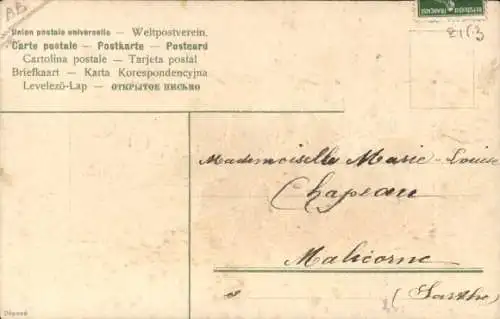 AB
Union postale universelle — Weltpostverein.
Carte postale — Postkarte — Postcard
Cartolina postale — Tarjeta postal
Briefkaart — Karta Korespondencyjna
Levelező-Lap — ОТКРЫТОЕ ПИСЬМО
Mademoiselle Marie-Louise
Chapeau
Malicorne
(Sarthe)
Déposé